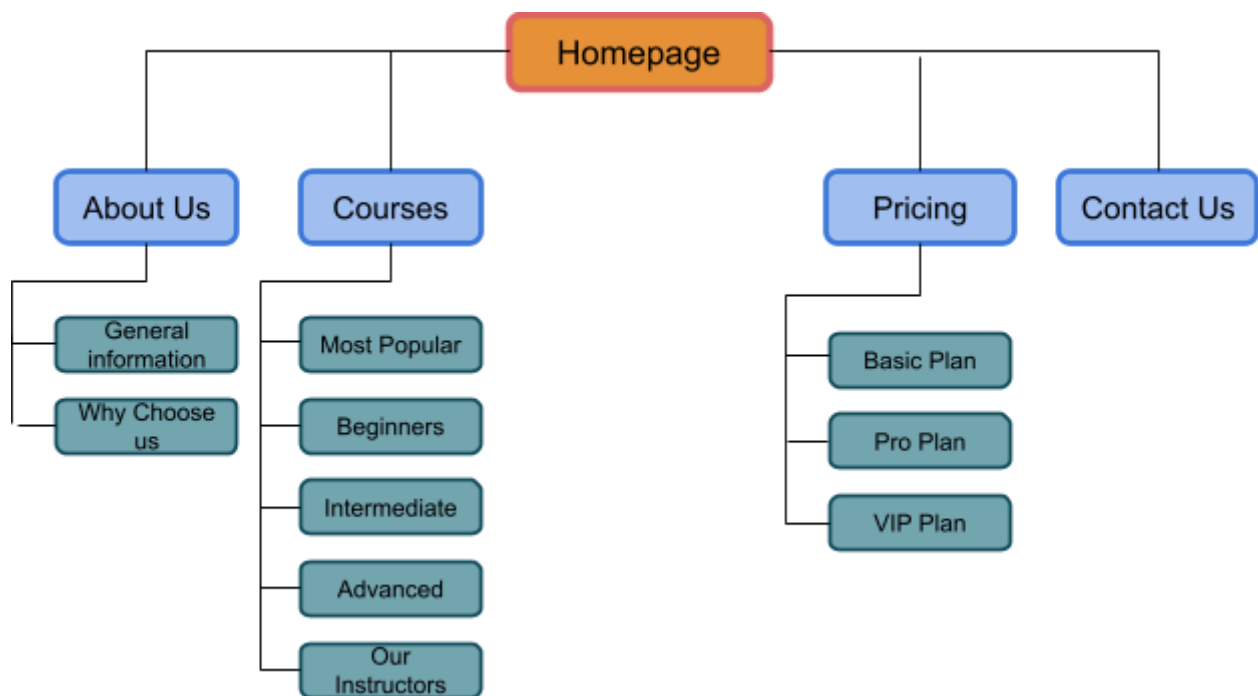 Homepage
About Us
Courses
Pricing
Contact Us
General
information
Why Choose
us
Most Popular
Beginners
Intermediate
Advanced
Our
Instructors
Basic Plan
Pro Plan
VIP Plan